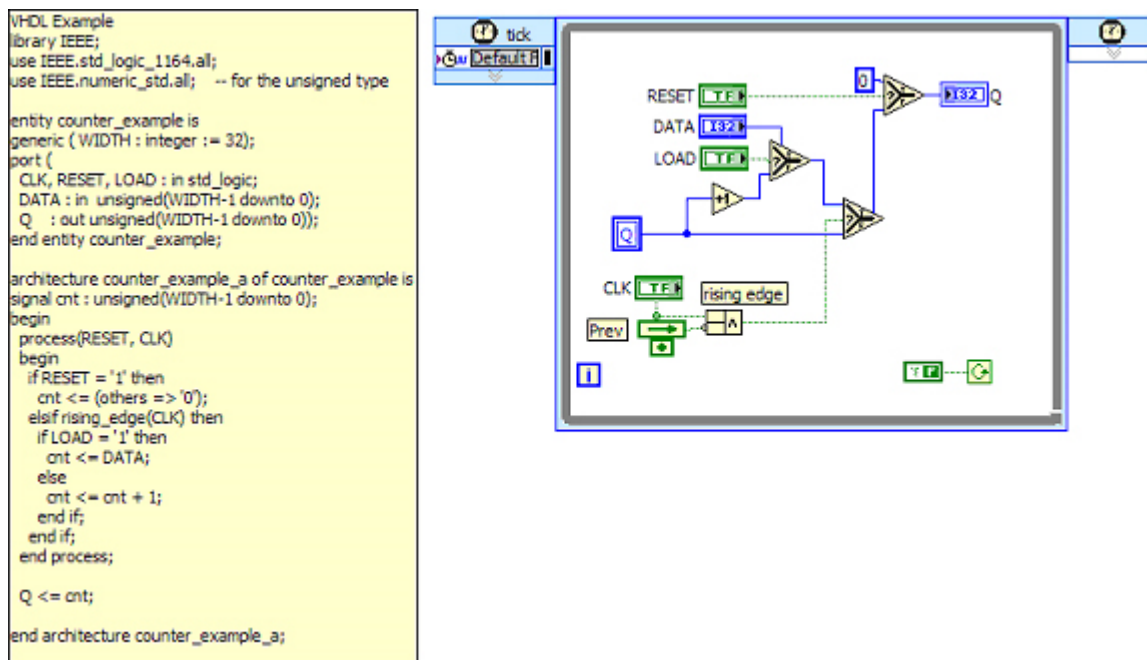 VHDL Example
library IEEE;
use IEEE.std_logic_1164.all;
use IEEE.numeric_std.all;   -- for the unsigned type

entity counter_example is
generic ( WIDTH : integer := 32);
port (
  CLK, RESET, LOAD : in std_logic;
  DATA : in  unsigned(WIDTH-1 downto 0);
  Q    : out unsigned(WIDTH-1 downto 0));
end entity counter_example;

architecture counter_example_a of counter_example is
signal cnt : unsigned(WIDTH-1 downto 0);
begin
  process(RESET, CLK)
  begin
    if RESET = '1' then
      cnt <= (others => '0');
    elsif rising_edge(CLK) then
      if LOAD = '1' then
        cnt <= DATA;
      else
        cnt <= cnt + 1;
      end if;
    end if;
  end process;

  Q <= cnt;

end architecture counter_example_a;
tick
Default
0
RESET TF
I32 Q
DATA I32
LOAD TF
+1
Q
CLK TF
rising edge
Prev
i
T F